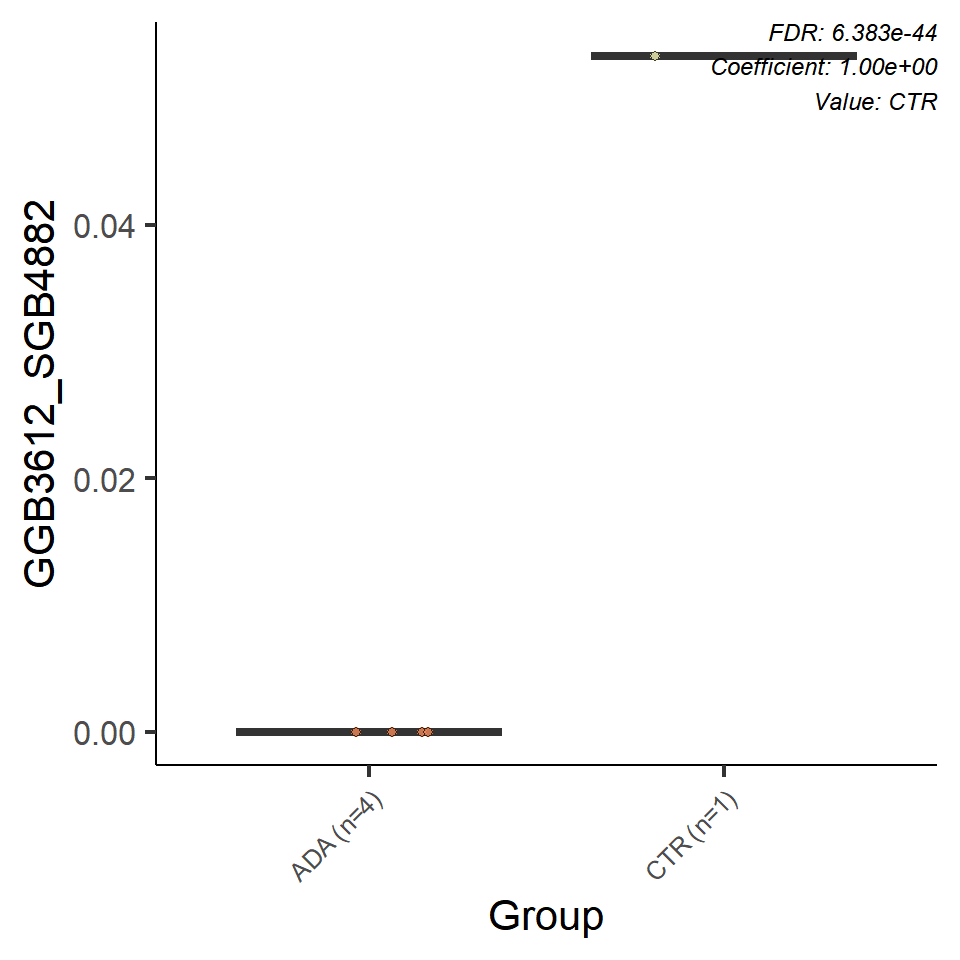 FDR: 6.383e-44
Coefficient: 1.00e+00
Value: CTR
GGB3612_SGB4882
0.04
0.02
0.00
ADA (n=4)
CTR (n=1)
Group